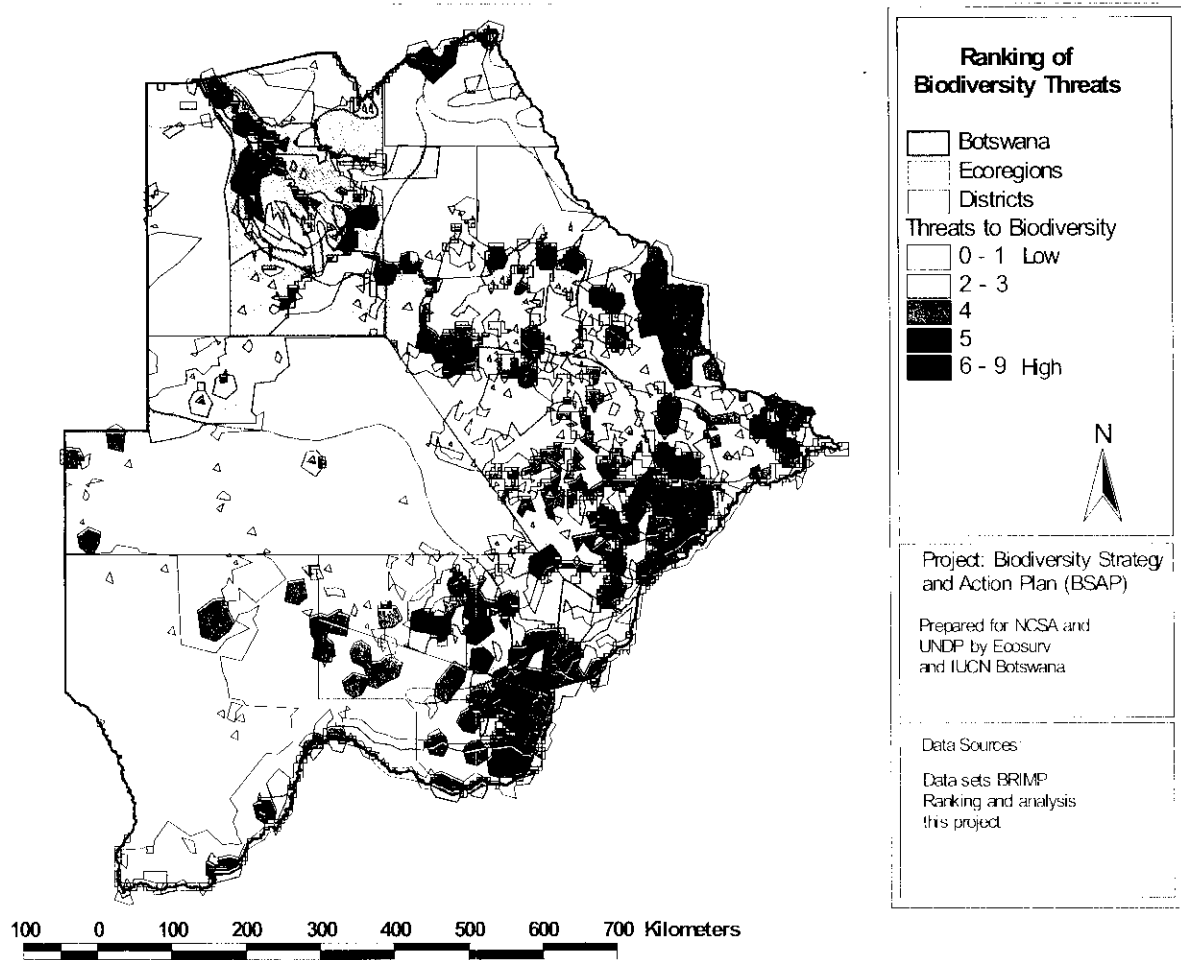 Ranking of
Biodiversity Threats
Botswana
Ecoregions
Districts
Threats to Biodiversity
0 - 1 Low
2 - 3
4
5
6 - 9 High
N
Project: Biodiversity Strategy
and Action Plan (BSAP)
Prepared for NCSA and
UNDP by Ecosurv
and IUCN Botswana
Data Sources
Data sets BRIMP
Ranking and analysis
this project
100 0 100 200 300 400 500 600 700 Kilometers